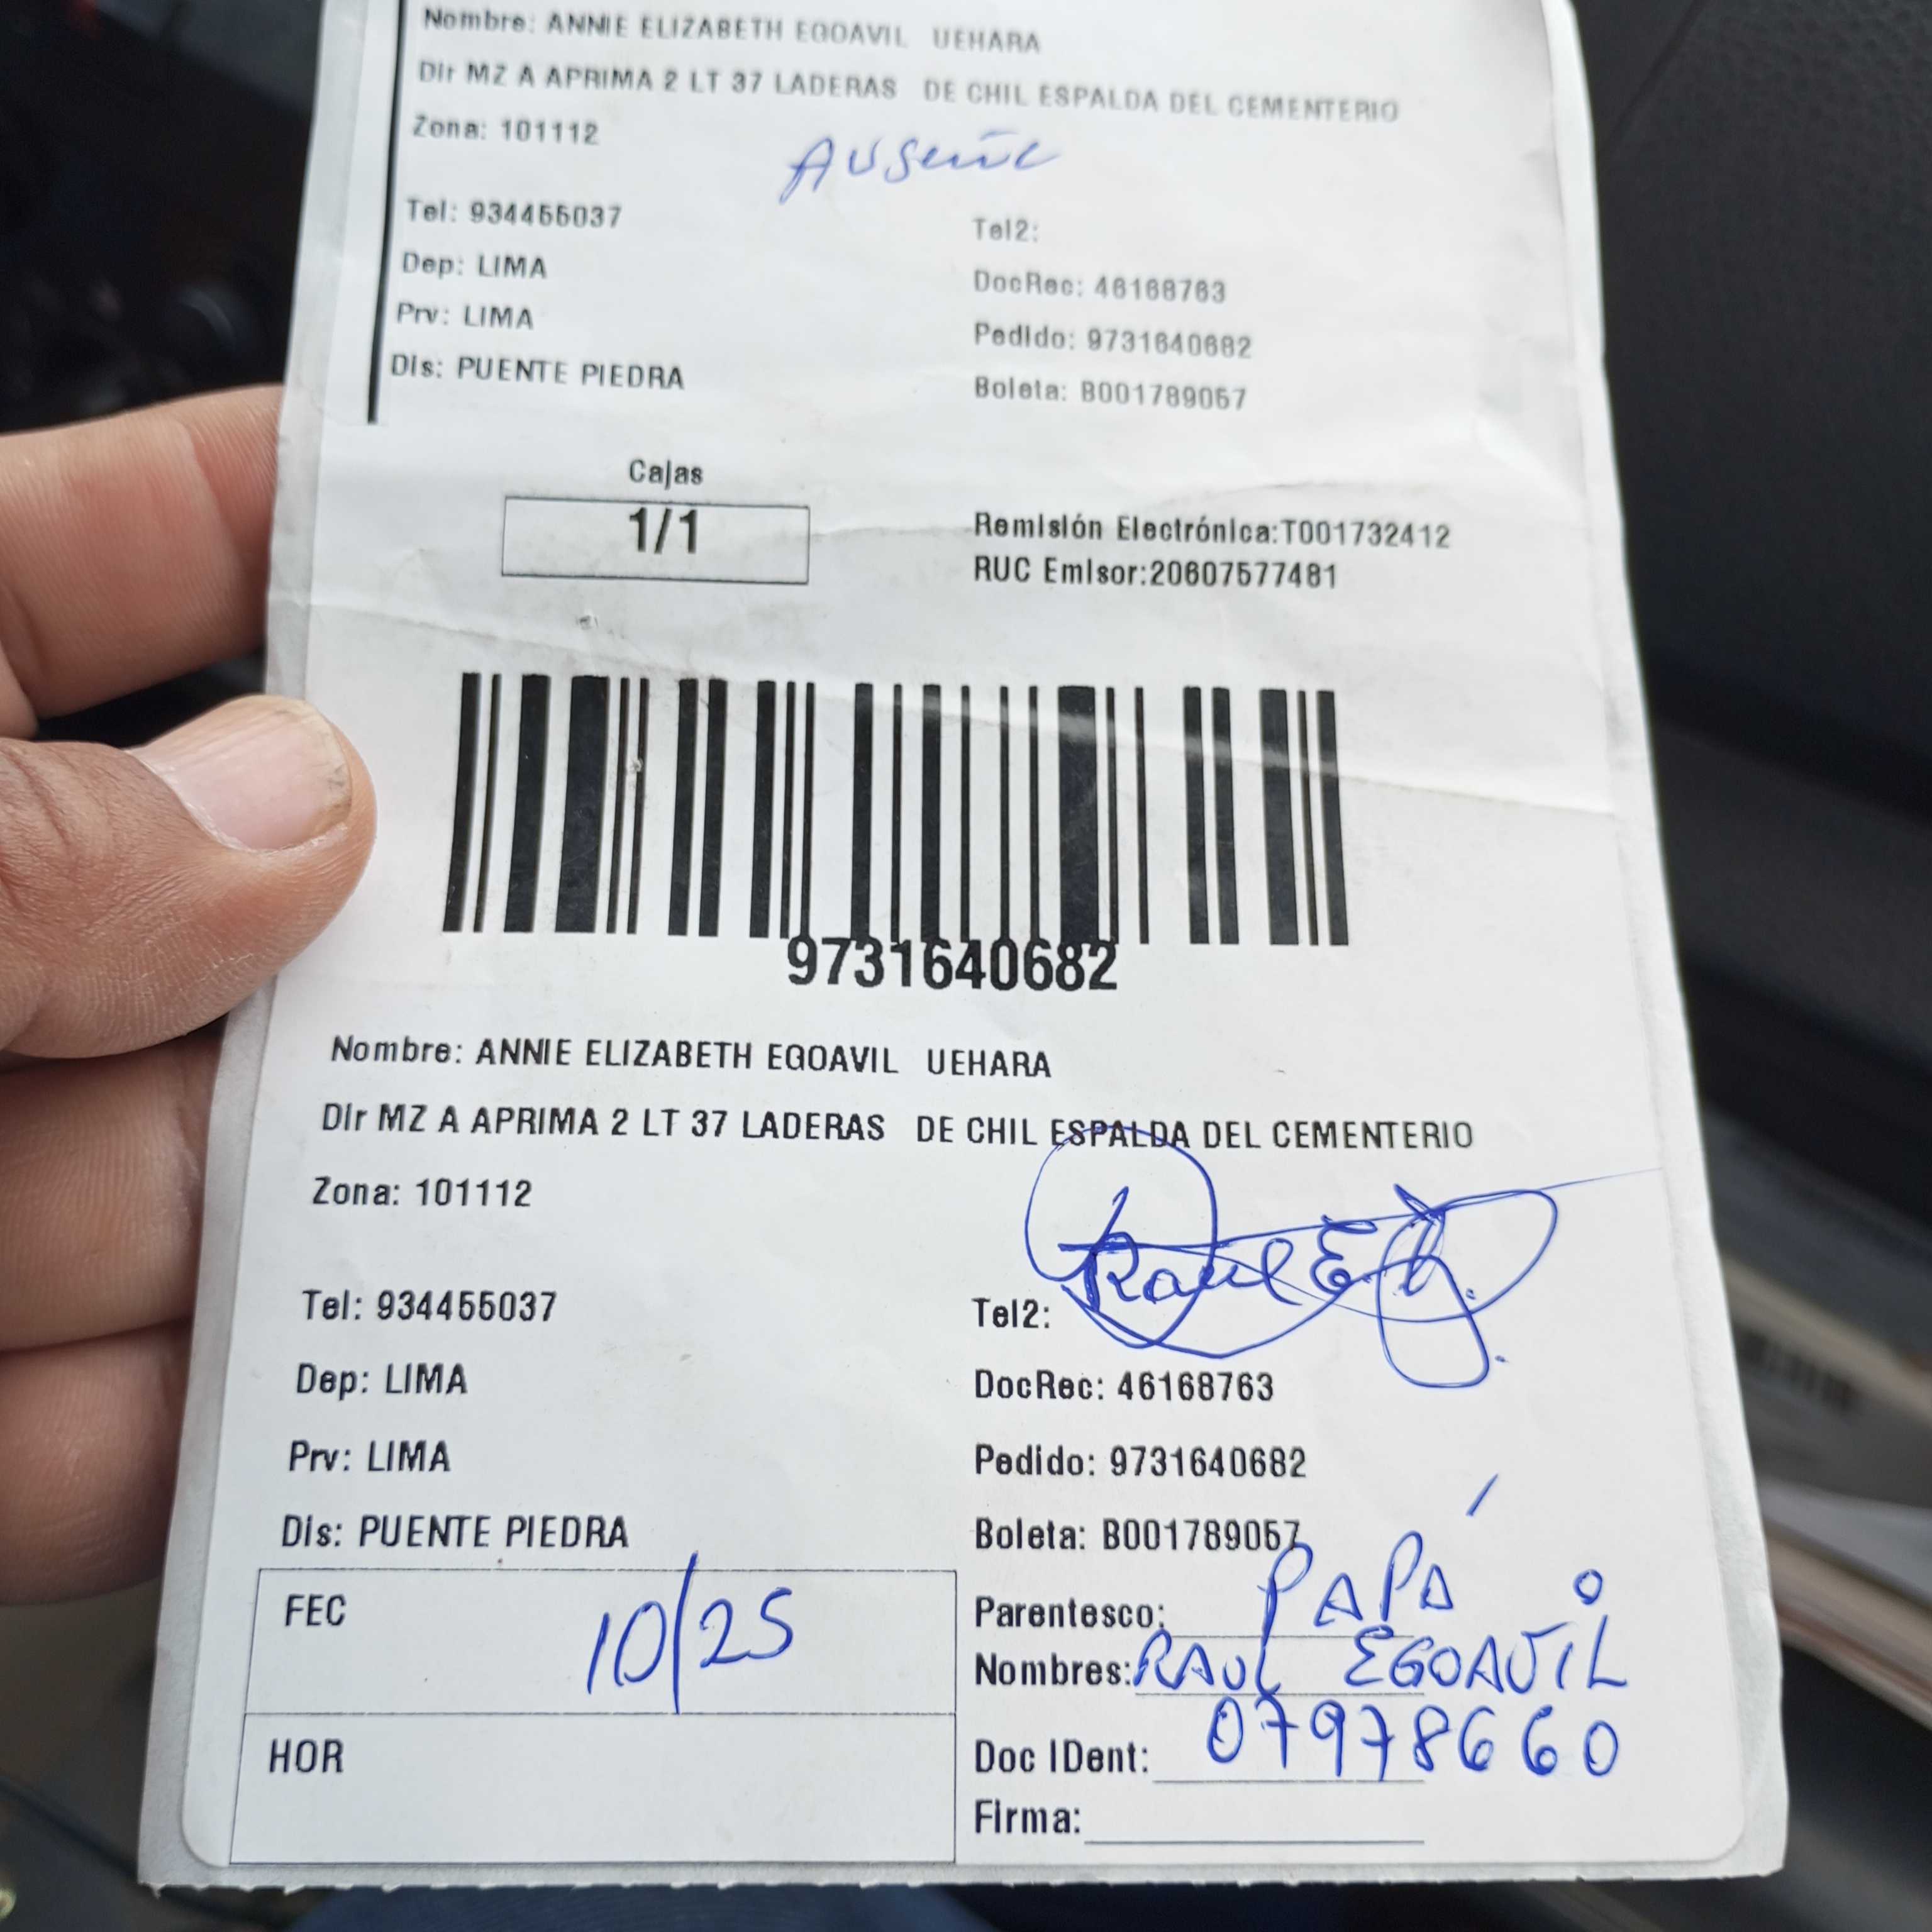 Nombre: ANNIE ELIZABETH EGOAVIL UEHARA
Dir MZ A APRIMA 2 LT 37 LADERAS DE CHIL ESPALDA DEL CEMENTERIO
Zona: 101112
Ausente
Tel: 934455037
Tel2:
Dep: LIMA
DocRec: 46168763
Prv: LIMA
Pedido: 9731640682
Dis: PUENTE PIEDRA
Boleta: B001789057
Cajas
1/1
Remisión Electrónica:T001732412
RUC Emisor:20607577481
9731640682
Nombre: ANNIE ELIZABETH EGOAVIL UEHARA
Dir MZ A APRIMA 2 LT 37 LADERAS DE CHIL ESPALDA DEL CEMENTERIO
Zona: 101112
Raúl E
Tel: 934455037
Tel2:
Dep: LIMA
DocRec: 46168763
Prv: LIMA
Pedido: 9731640682
Dis: PUENTE PIEDRA
Boleta: B001789057
FEC 10/25
Parentesco: PAPÁ
Nombres: RAUL EGOAVIL
HOR
Doc IDent: 07978660
Firma: